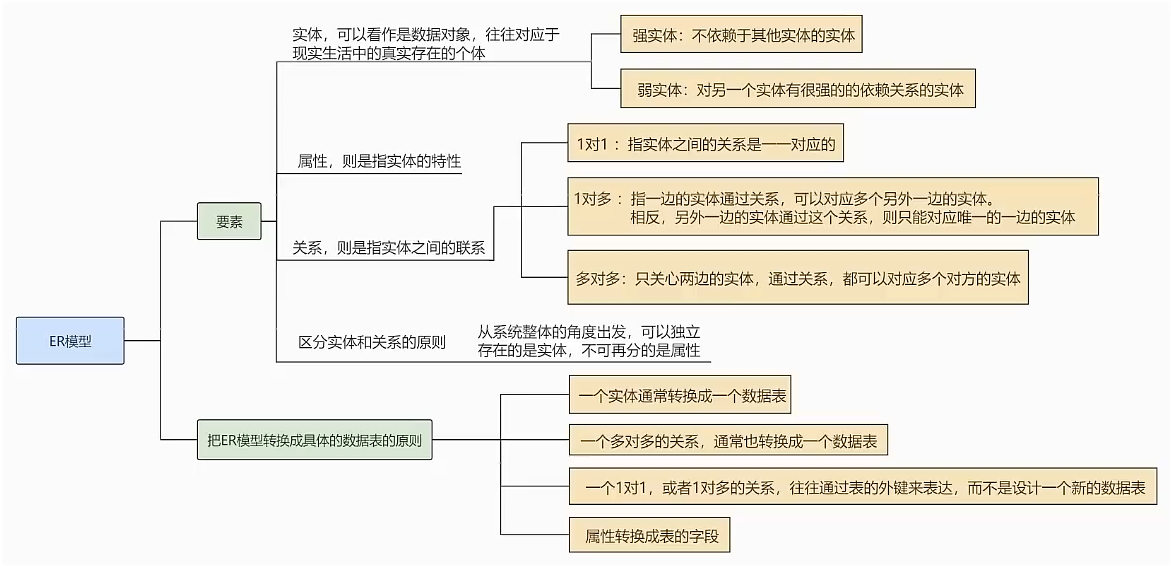 ER模型
要素
实体，可以看作是数据对象，往往对应于
现实生活中的真实存在的个体
强实体：不依赖于其他实体的实体
弱实体：对另一个实体有很强的的依赖关系的实体
属性，则是指实体的特性
关系，则是指实体之间的联系
1对1 ：指实体之间的关系是一一对应的
1对多 ：指一边的实体通过关系，可以对应多个另外一边的实体。
相反，另外一边的实体通过这个关系，则只能对应唯一的一边的实体
多对多：只关心两边的实体，通过关系，都可以对应多个对方的实体
区分实体和关系的原则
从系统整体的角度出发，可以独立
存在的是实体，不可再分的是属性
把ER模型转换成具体的数据表的原则
一个实体通常转换成一个数据表
一个多对多的关系，通常也转换成一个数据表
一个1对1，或者1对多的关系，往往通过表的外键来表达，而不是设计一个新的数据表
属性转换成表的字段